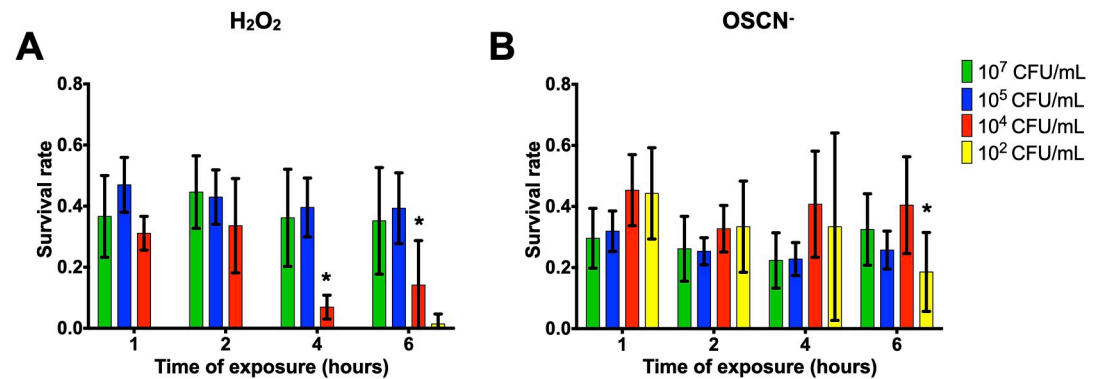 H₂O₂
OSCN-
A
B
Survival rate
0.8
0.6
0.4
0.2
0.0
*
*
1
2
4
6
Time of exposure (hours)
Survival rate
0.8
0.6
0.4
0.2
0.0
*
1
2
4
6
Time of exposure (hours)
10⁷ CFU/mL
10⁵ CFU/mL
10⁴ CFU/mL
10² CFU/mL